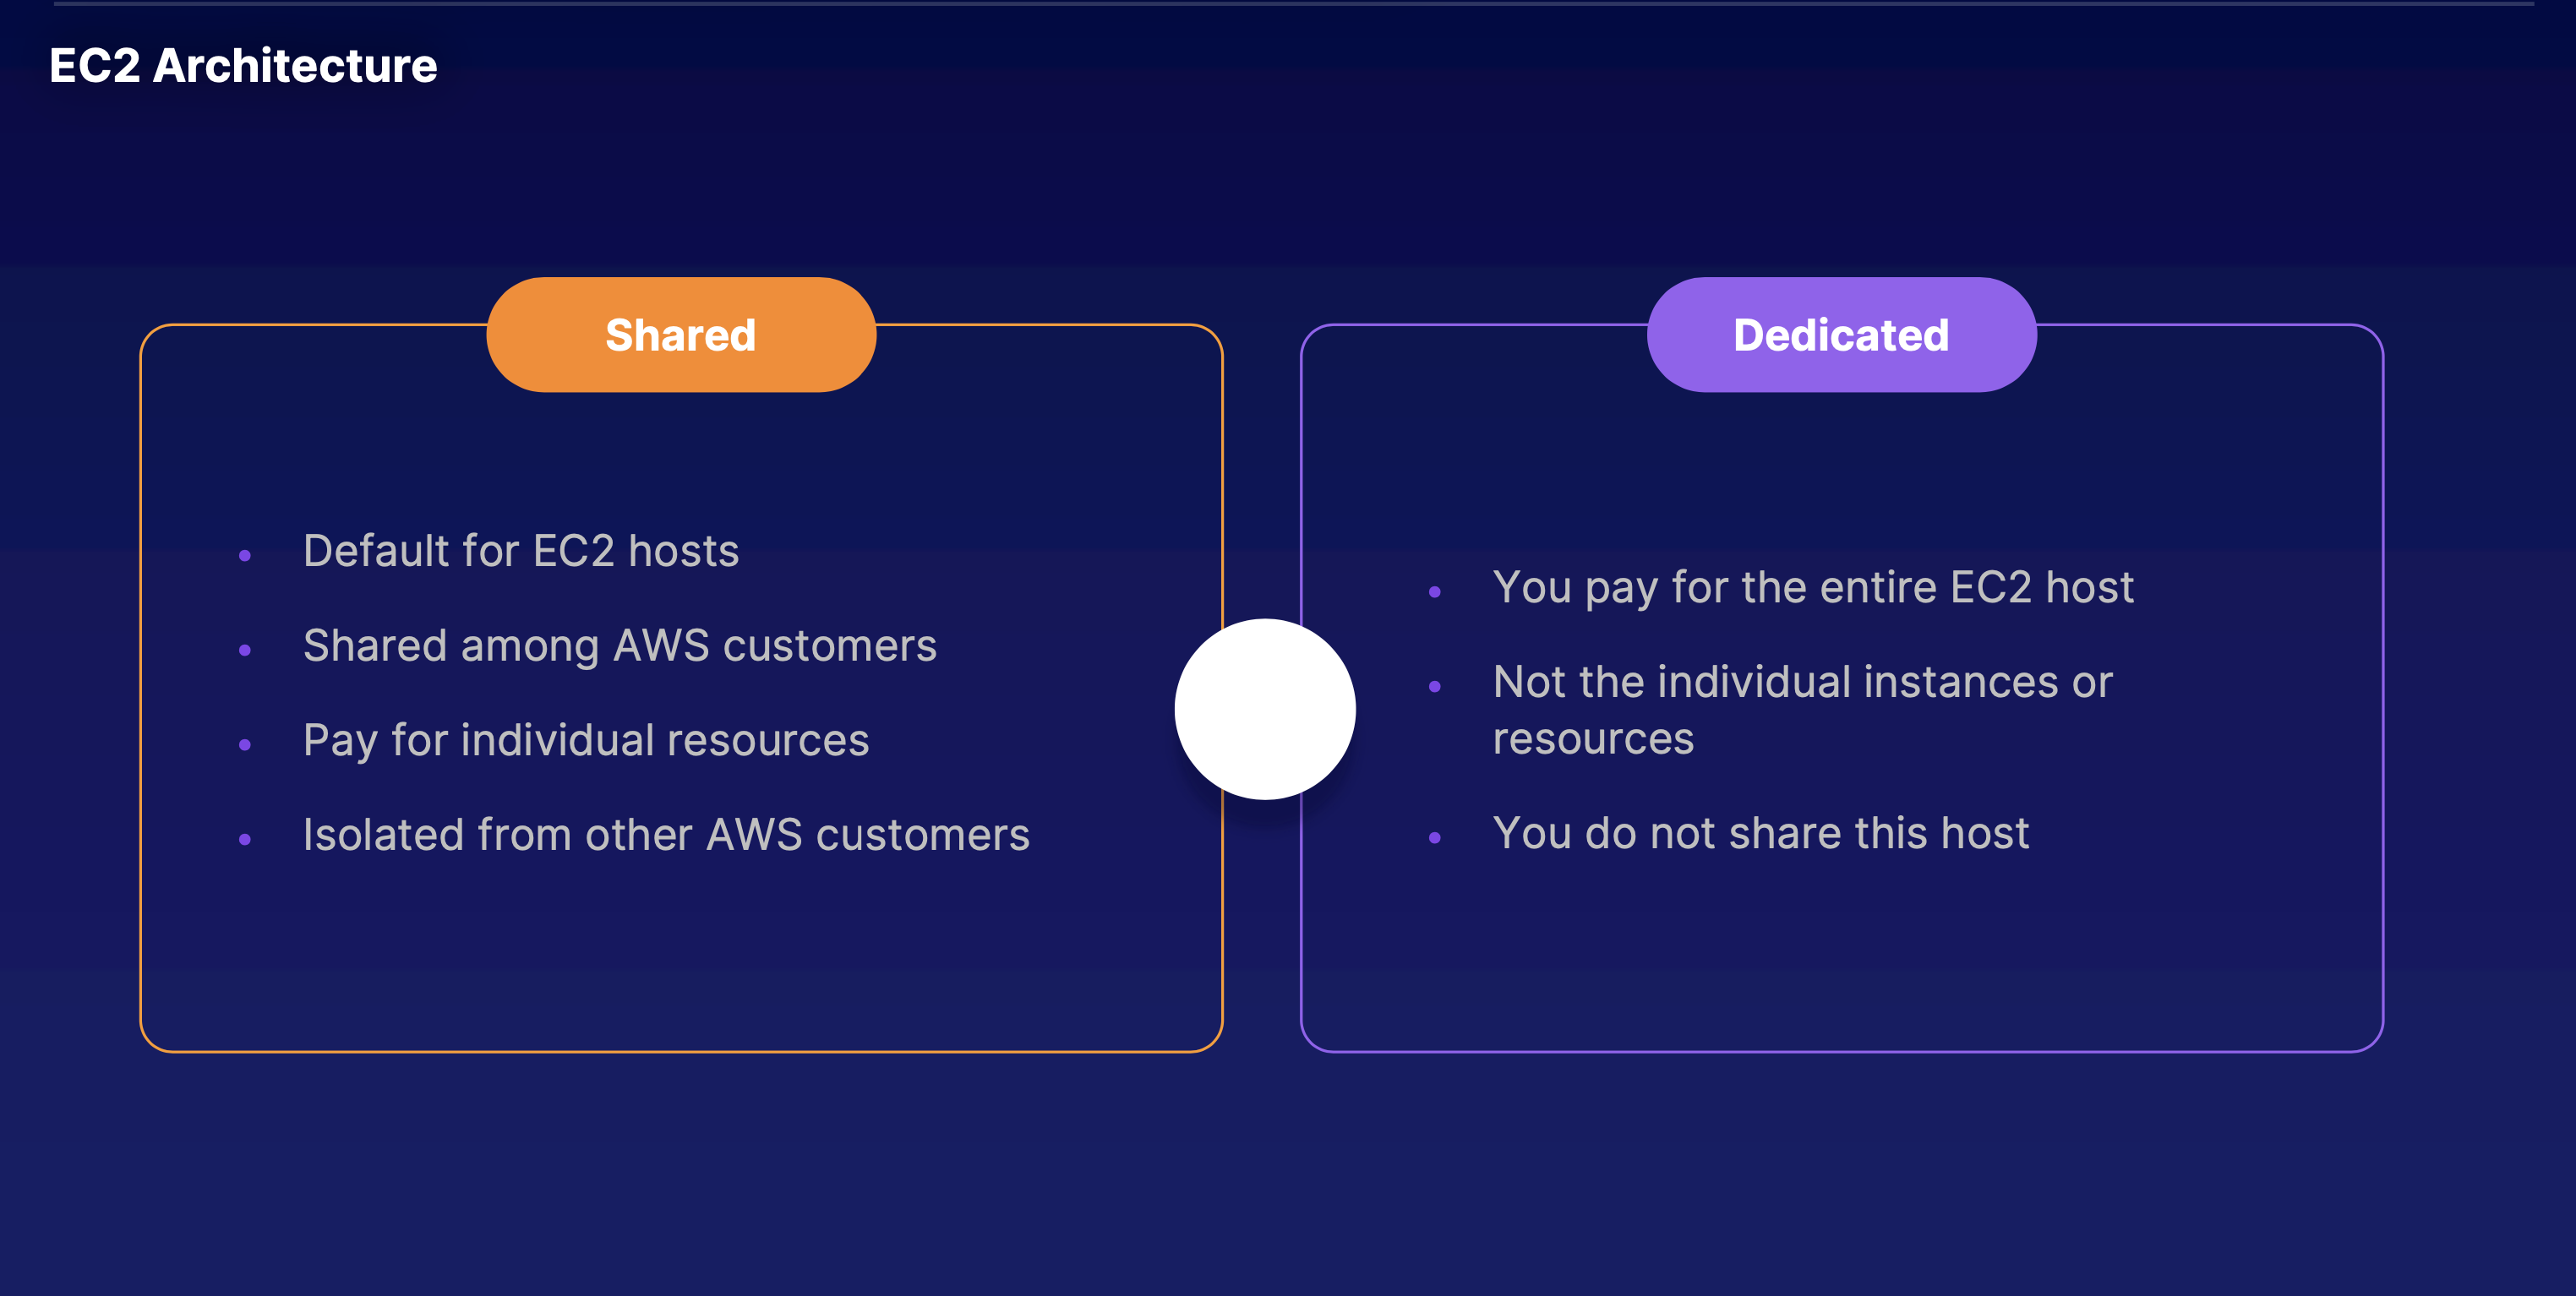 EC2 Architecture
Shared
Default for EC2 hosts
Shared among AWS customers
Pay for individual resources
Isolated from other AWS customers
Dedicated
You pay for the entire EC2 host
Not the individual instances or
resources
You do not share this host